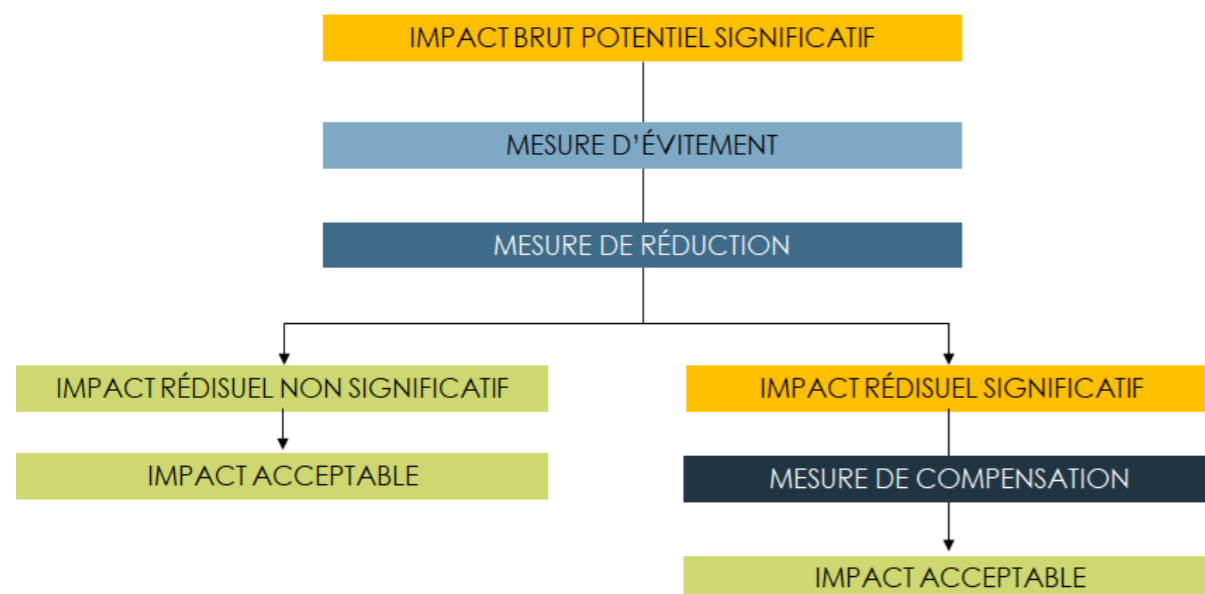 IMPACT BRUT POTENTIEL SIGNIFICATIF
MESURE D'ÉVITEMENT
MESURE DE RÉDUCTION
IMPACT RÉDISUEL NON SIGNIFICATIF
IMPACT ACCEPTABLE
IMPACT RÉDISUEL SIGNIFICATIF
MESURE DE COMPENSATION
IMPACT ACCEPTABLE